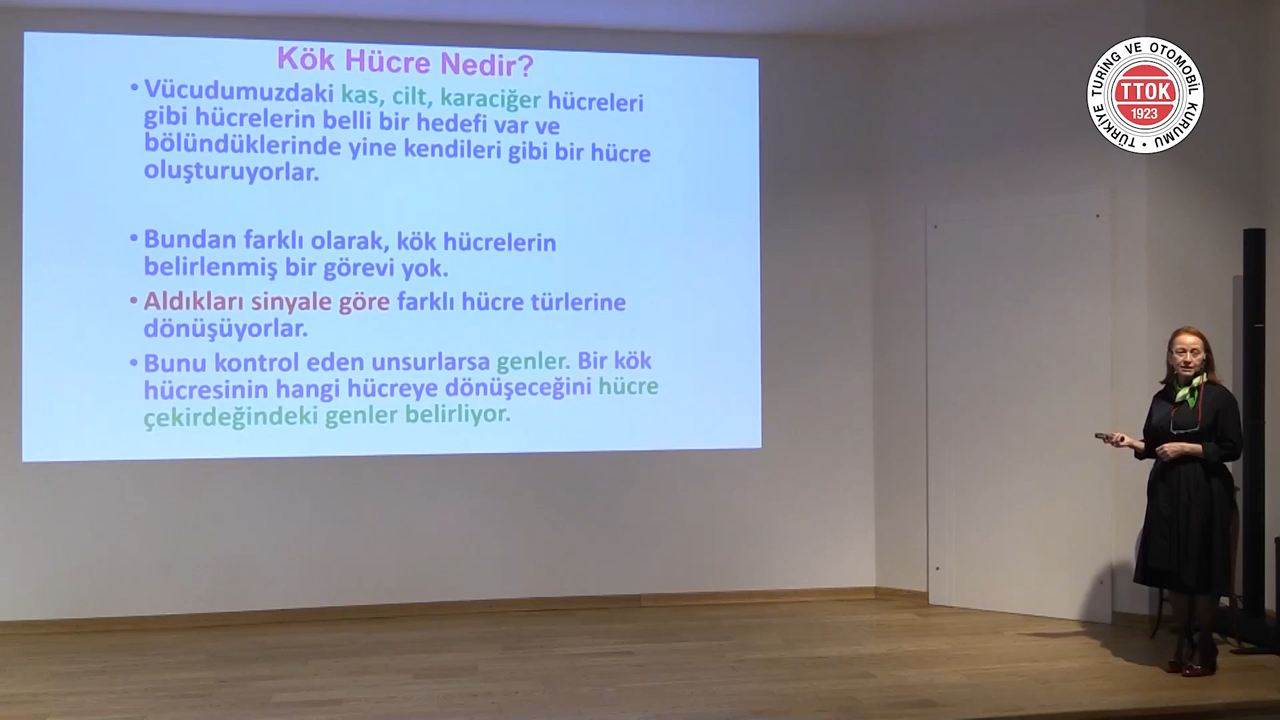 Kök Hücre Nedir?
• Vücudumuzdaki kas, cilt, karaciğer hücreleri
gibi hücrelerin belli bir hedefi var ve
bölündüklerinde yine kendileri gibi bir hücre
oluşturuyorlar.
• Bundan farklı olarak, kök hücrelerin
belirlenmiş bir görevi yok.
• Aldıkları sinyale göre farklı hücre türlerine
dönüşüyorlar.
• Bunu kontrol eden unsurlarsa genler. Bir kök
hücresinin hangi hücreye dönüşeceğini hücre
çekirdeğindeki genler belirliyor.
TÜRKİYE TURİNG VE OTOMOBİL KURUMU •
TTOK
1923